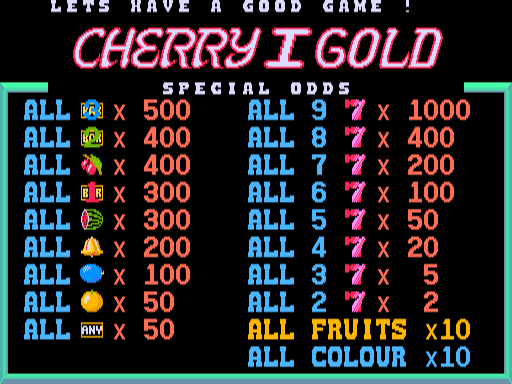 LETS HAVE A GOOD GAME !
CHERRY I GOLD
SPECIAL ODDS
ALL BAR x 500 ALL 9 7 x 1000
ALL BAR x 400 ALL 8 7 x 400
ALL x 400 ALL 7 7 x 200
ALL BAR x 300 ALL 6 7 x 100
ALL x 300 ALL 5 7 x 50
ALL x 200 ALL 4 7 x 20
ALL x 100 ALL 3 7 x 5
ALL x 50 ALL 2 7 x 2
ALL ANY x 50 ALL FRUITS x10
ALL COLOUR x10